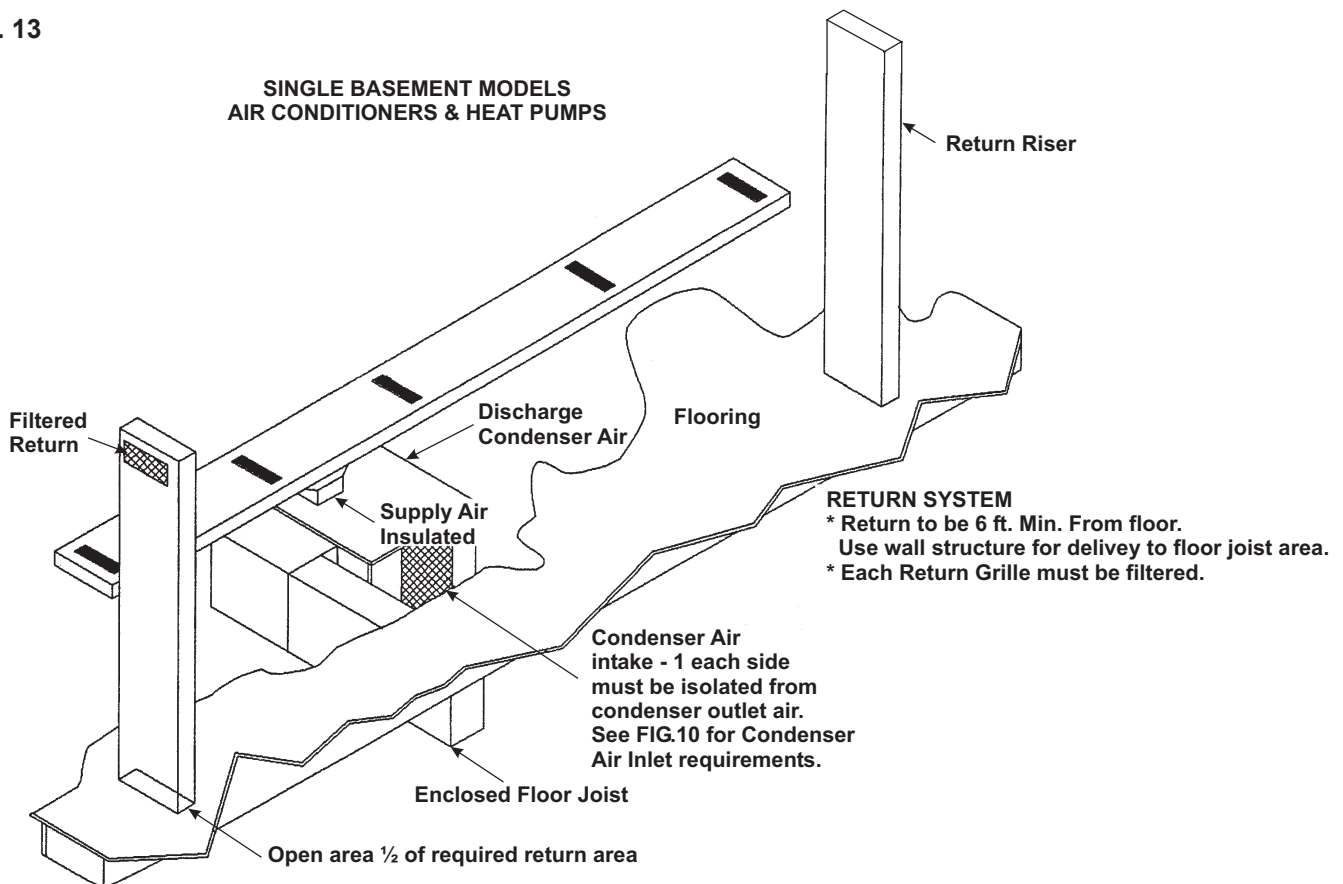 . 13
SINGLE BASEMENT MODELS
AIR CONDITIONERS & HEAT PUMPS
Return Riser
Filtered
Return
Discharge
Condenser Air
Flooring
Supply Air
Insulated
RETURN SYSTEM
* Return to be 6 ft. Min. From floor.
Use wall structure for delivey to floor joist area.
* Each Return Grille must be filtered.
Condenser Air
intake - 1 each side
must be isolated from
condenser outlet air.
See FIG.10 for Condenser
Air Inlet requirements.
Enclosed Floor Joist
Open area ½ of required return area